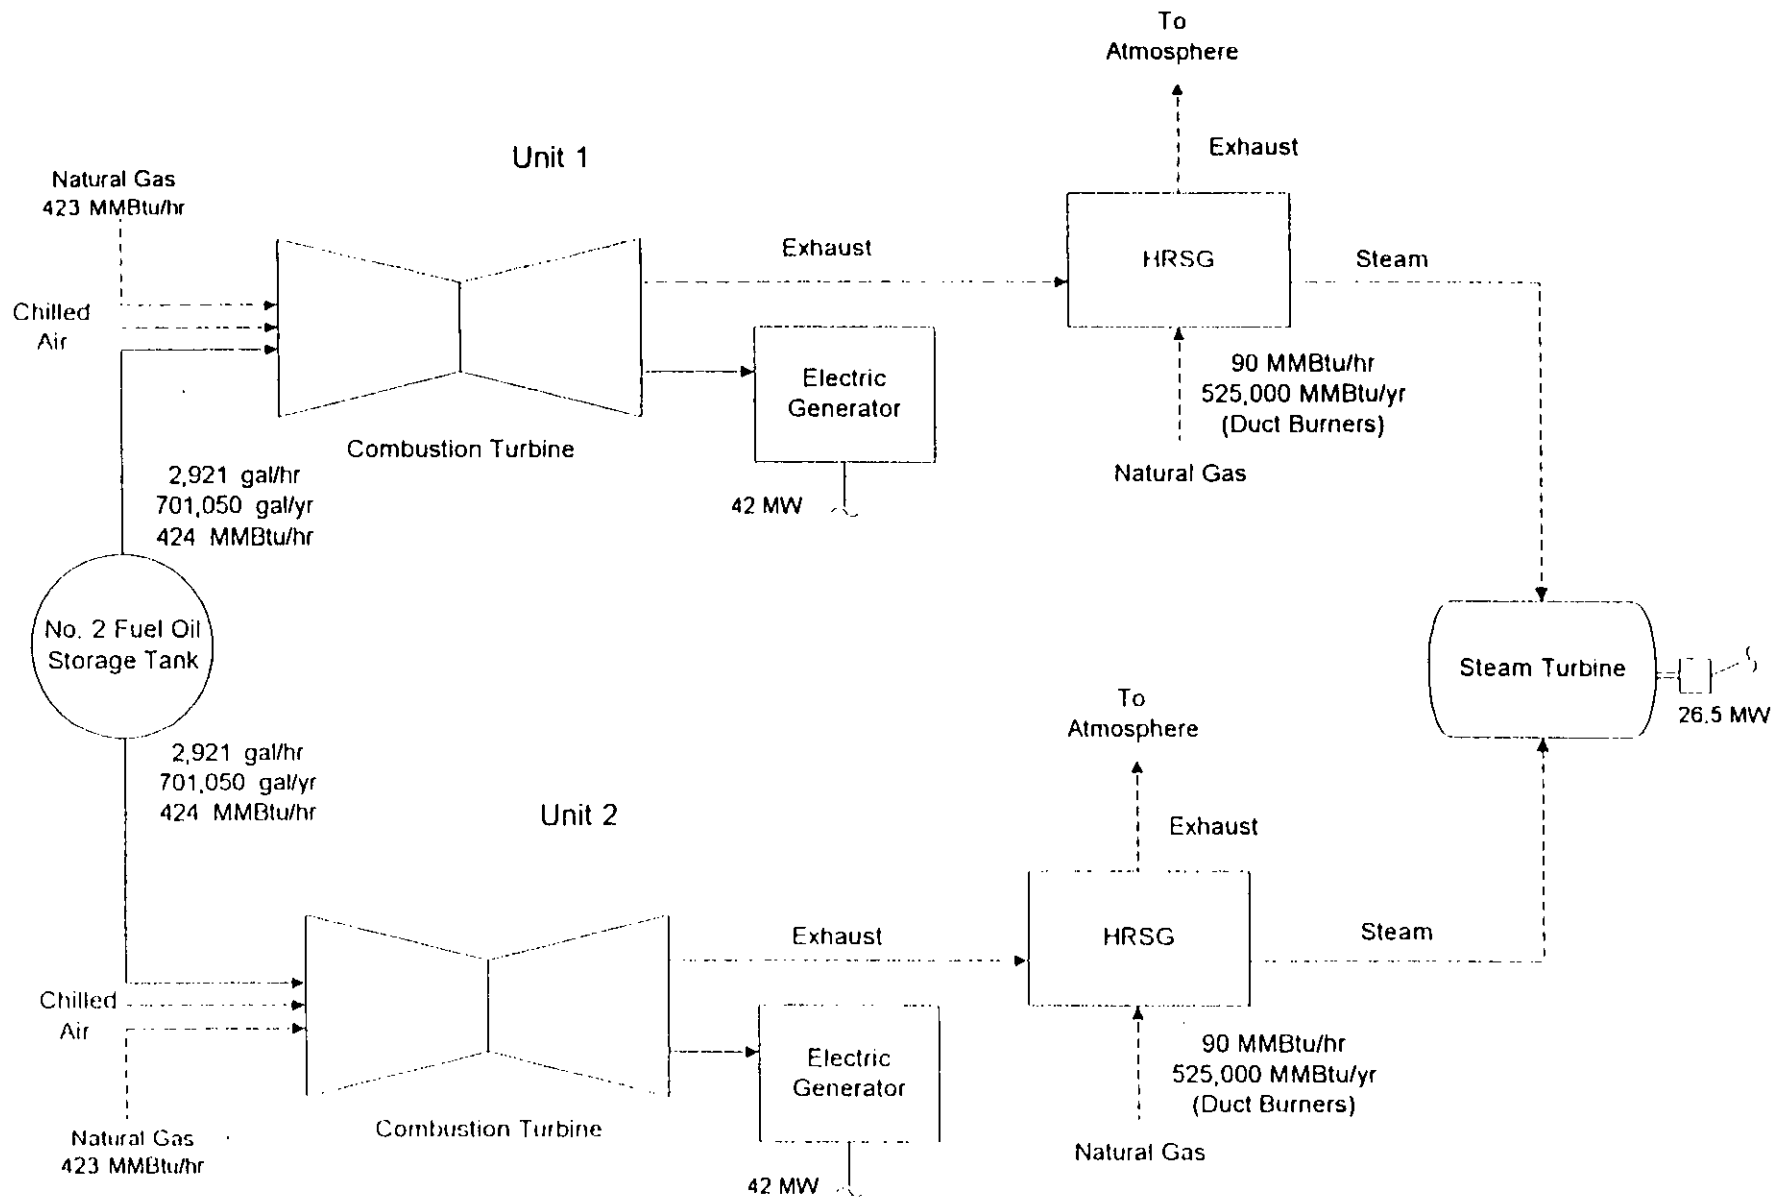 To
Atmosphere
Unit 1
Exhaust
Natural Gas
423 MMBtu/hr
Exhaust
HRSG
Steam
Chilled
Air
90 MMBtu/hr
525,000 MMBtu/yr
(Duct Burners)
Electric
Generator
Combustion Turbine
Natural Gas
2,921 gal/hr
701,050 gal/yr
424 MMBtu/hr
42 MW
No. 2 Fuel Oil
Storage Tank
Steam Turbine
26.5 MW
To
Atmosphere
2,921 gal/hr
701,050 gal/yr
424 MMBtu/hr
Unit 2
Exhaust
Exhaust
HRSG
Steam
Chilled
Air
90 MMBtu/hr
525,000 MMBtu/yr
(Duct Burners)
Electric
Generator
Combustion Turbine
Natural Gas
423 MMBtu/hr
Natural Gas
42 MW